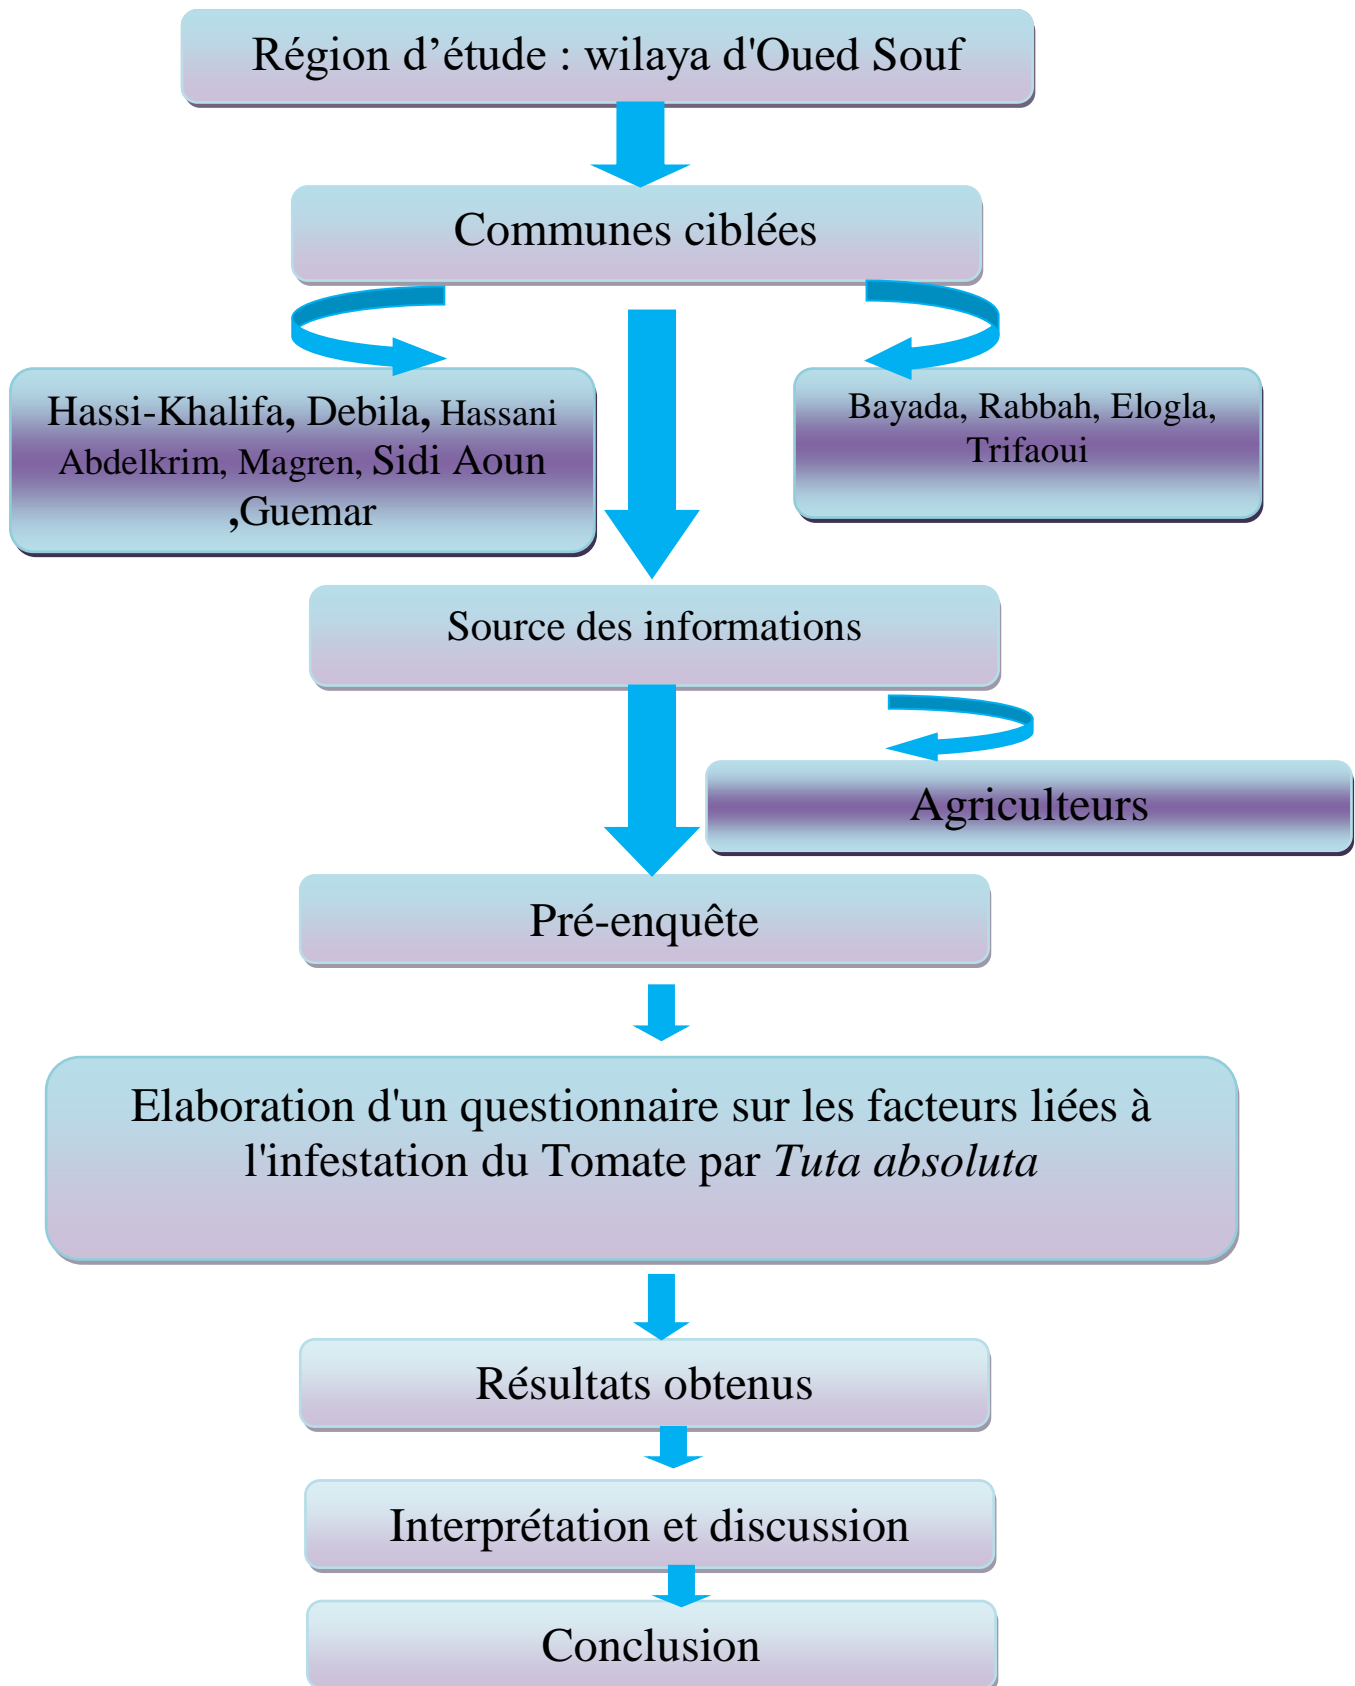 Région d’étude : wilaya d'Oued Souf
Communes ciblées
Hassi-Khalifa, Debila, Hassani
Abdelkrim, Magren, Sidi Aoun
,Guemar
Bayada, Rabbah, Elogla,
Trifaoui
Source des informations
Agriculteurs
Pré-enquête
Elaboration d'un questionnaire sur les facteurs liées à
l'infestation du Tomate par Tuta absoluta
Résultats obtenus
Interprétation et discussion
Conclusion